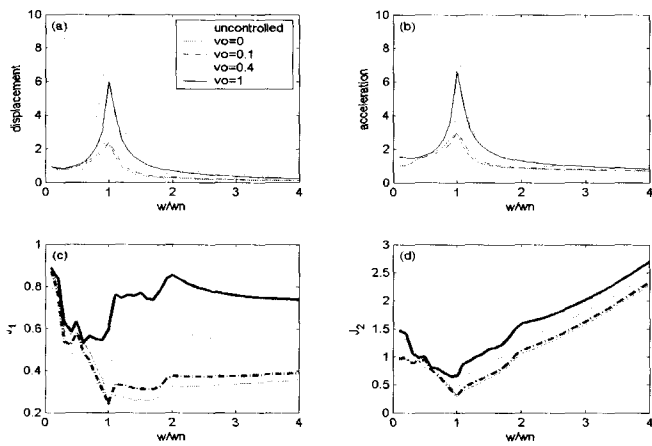 (a)
uncontrolled
vo=0
vo=0.1
vo=0.4
vo=1
displacement
10
8
6
4
2
0
0 1 2 3 4
w/wn
(b)
acceleration
10
8
6
4
2
0
0 1 2 3 4
w/wn
(c)
J1
1
0.8
0.6
0.4
0.2
0 1 2 3 4
w/wn
(d)
J2
3
2.5
2
1.5
1
0.5
0
0 1 2 3 4
w/wn